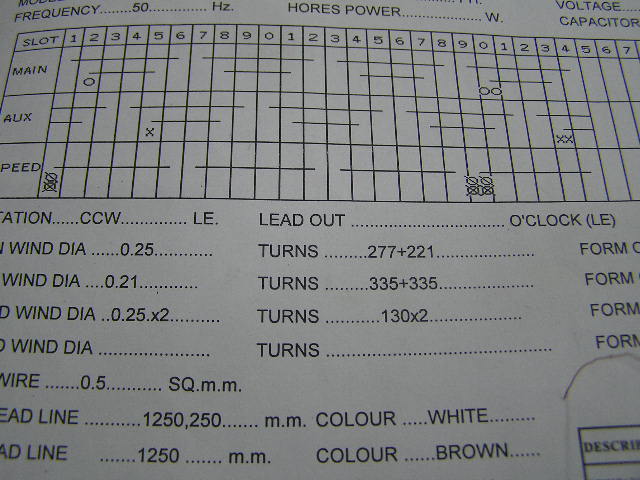 FREQUENCY........50............ Hz. HORES POWER.................. W. VOLTAGE.....
CAPACITOR
SLOT 1 2 3 4 5 6 7 8 9 0 1 2 3 4 5 6 7 8 9 0 1 2 3 4 5 6 7
MAIN
O OO
AUX
X XX
PEED
TATION......CCW............... LE. LEAD OUT .................................. O'CLOCK (LE)
N WIND DIA ......0.25............. TURNS ..........277+221...................... FORM
WIND DIA ....0.21............. TURNS ..........335+335...................... FORM
D WIND DIA ..0.25.x2........... TURNS ............130x2........................... FORM
D WIND DIA ......................... TURNS .................................................. FORM
WIRE .......0.5........... SQ.m.m.
EAD LINE ...........1250,250....... m.m. COLOUR .....WHITE..........
AD LINE .......1250 ....... m.m. COLOUR ......BROWN......
DESCRI